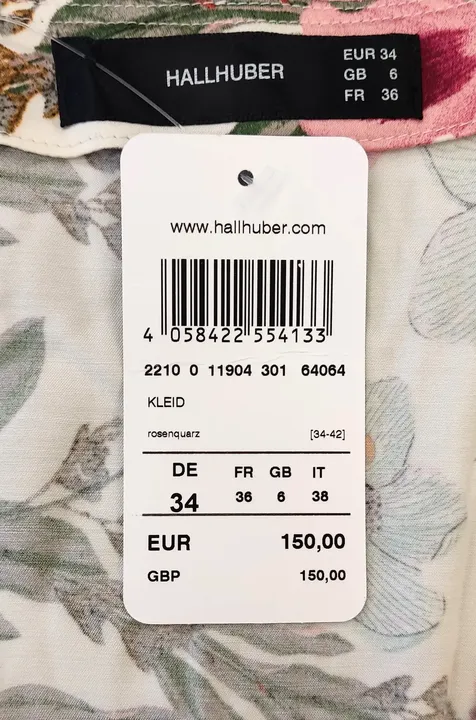 HALLHUBER
EUR 34
GB 6
FR 36
www.hallhuber.com
4 058422 554133
2210 0 11904 301 64064
KLEID
rosenquarz [34-42]
DE FR GB IT
34 36 6 38
EUR 150,00
GBP 150,00